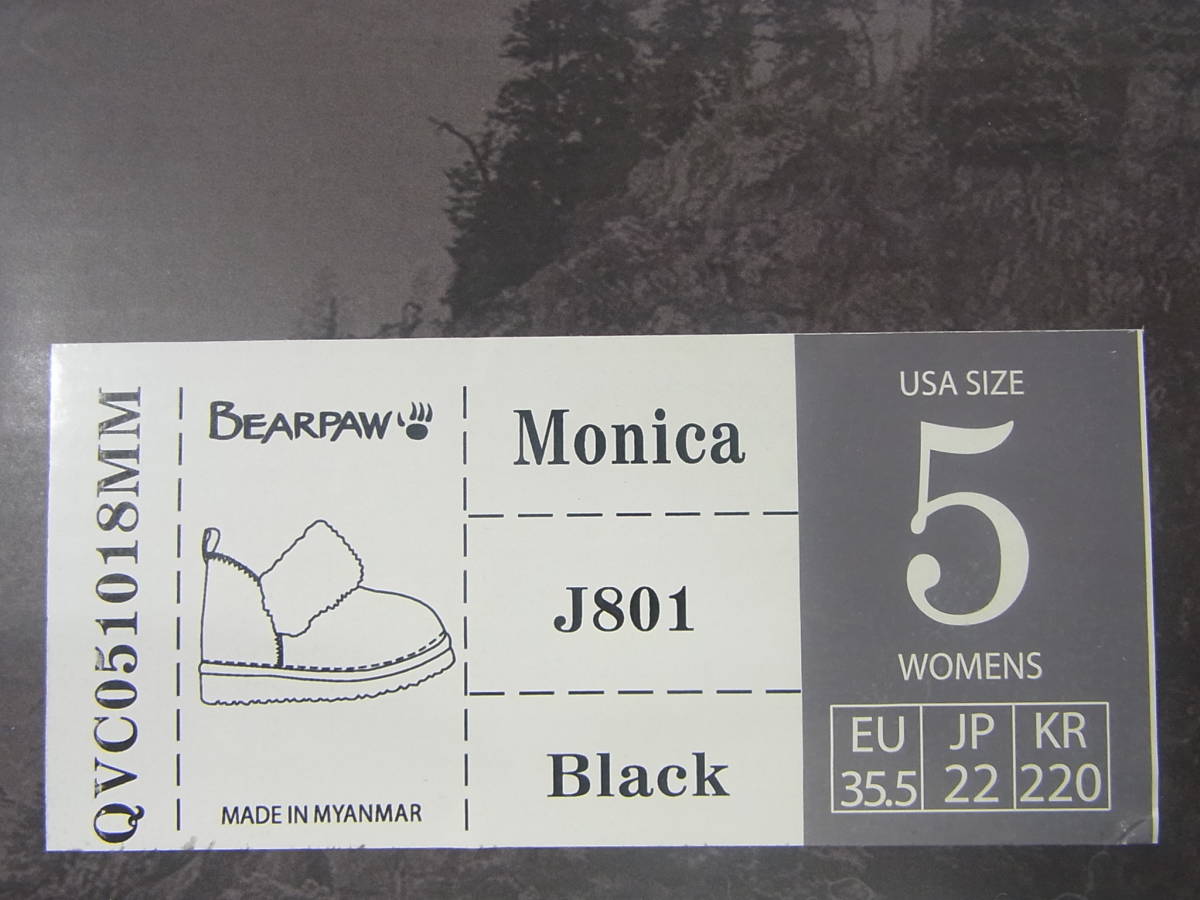 QVC051018MM
BEARPAW
MADE IN MYANMAR
Monica
J801
Black
USA SIZE
5
WOMENS
EU JP KR
35.5 22 220